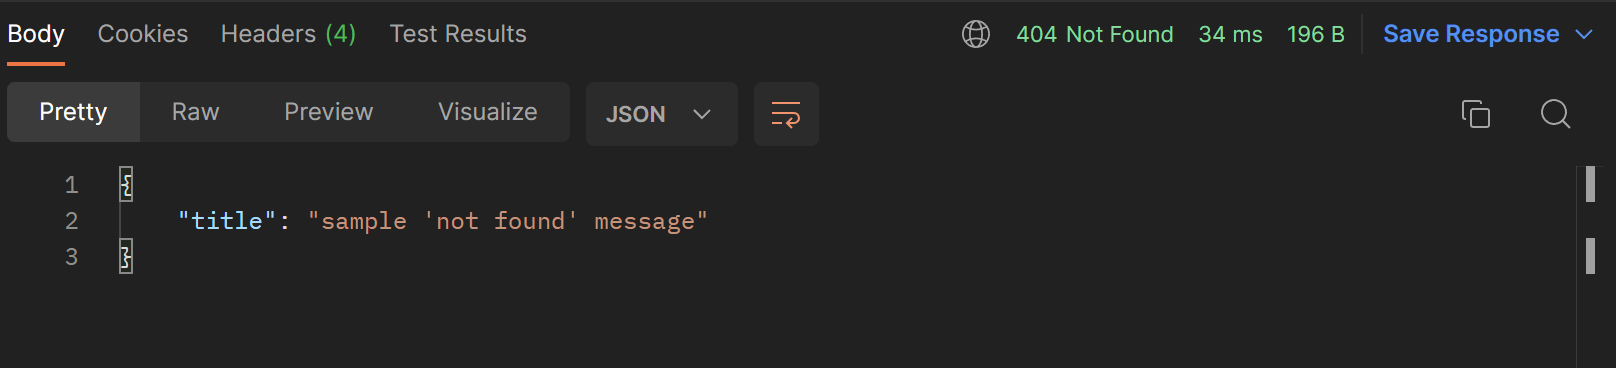 Body Cookies Headers (4) Test Results 404 Not Found 34 ms 196 B Save Response
Pretty Raw Preview Visualize JSON
1 {
2 "title": "sample 'not found' message"
3 }